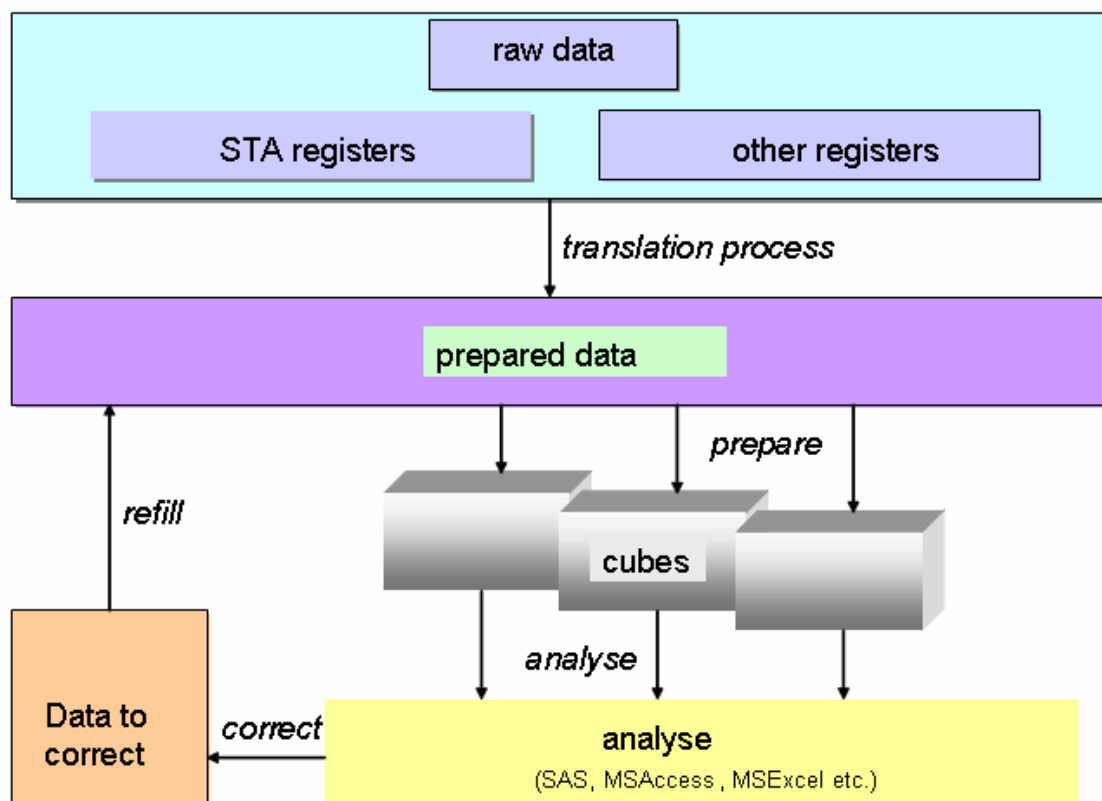 raw data
STA registers
other registers
translation process
prepared data
prepare
refill
cubes
analyse
Data to
correct
correct
analyse
(SAS, MSAccess , MSExcel etc.)